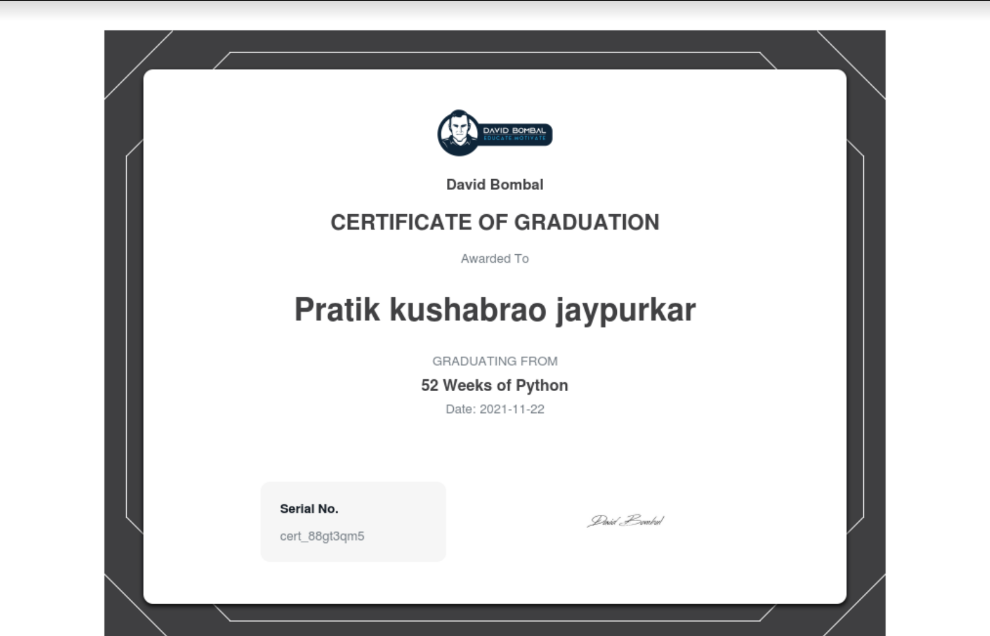 DAVID BOMBAL
EDUCATE MOTIVATE
David Bombal
CERTIFICATE OF GRADUATION
Awarded To
Pratik kushabrao jaypurkar
GRADUATING FROM
52 Weeks of Python
Date: 2021-11-22
Serial No.
cert_88gt3qm5
David Bombal